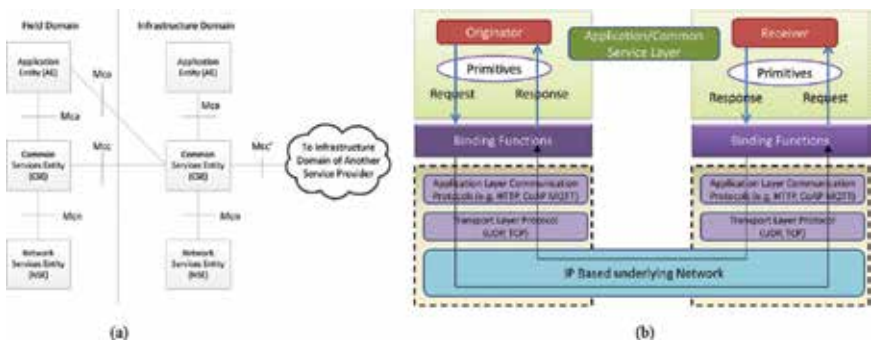 Field Domain
Infrastructure Domain
Application
Entity (AE)
Application
Entity (AE)
Mca
Mca
Mca
Common
Services Entity
(CSE)
Mcc
Common
Services Entity
(CSE)
Mcc'
To Infrastructure
Domain of Another
Service Provider
Mcn
Mcn
Network
Services Entity
(NSE)
Network
Services Entity
(NSE)
(a)
Originator
Application/Common
Service Layer
Receiver
Primitives
Primitives
Request
Response
Response
Request
Binding Functions
Binding Functions
Application Layer Communication
Protocols (e.g. HTTP, CoAP MQTT)
Application Layer Communication
Protocols (e.g. HTTP, CoAP MQTT)
Transport Layer Protocol
(UDP, TCP)
Transport Layer Protocol
(UDP, TCP)
IP Based underlying Network
(b)